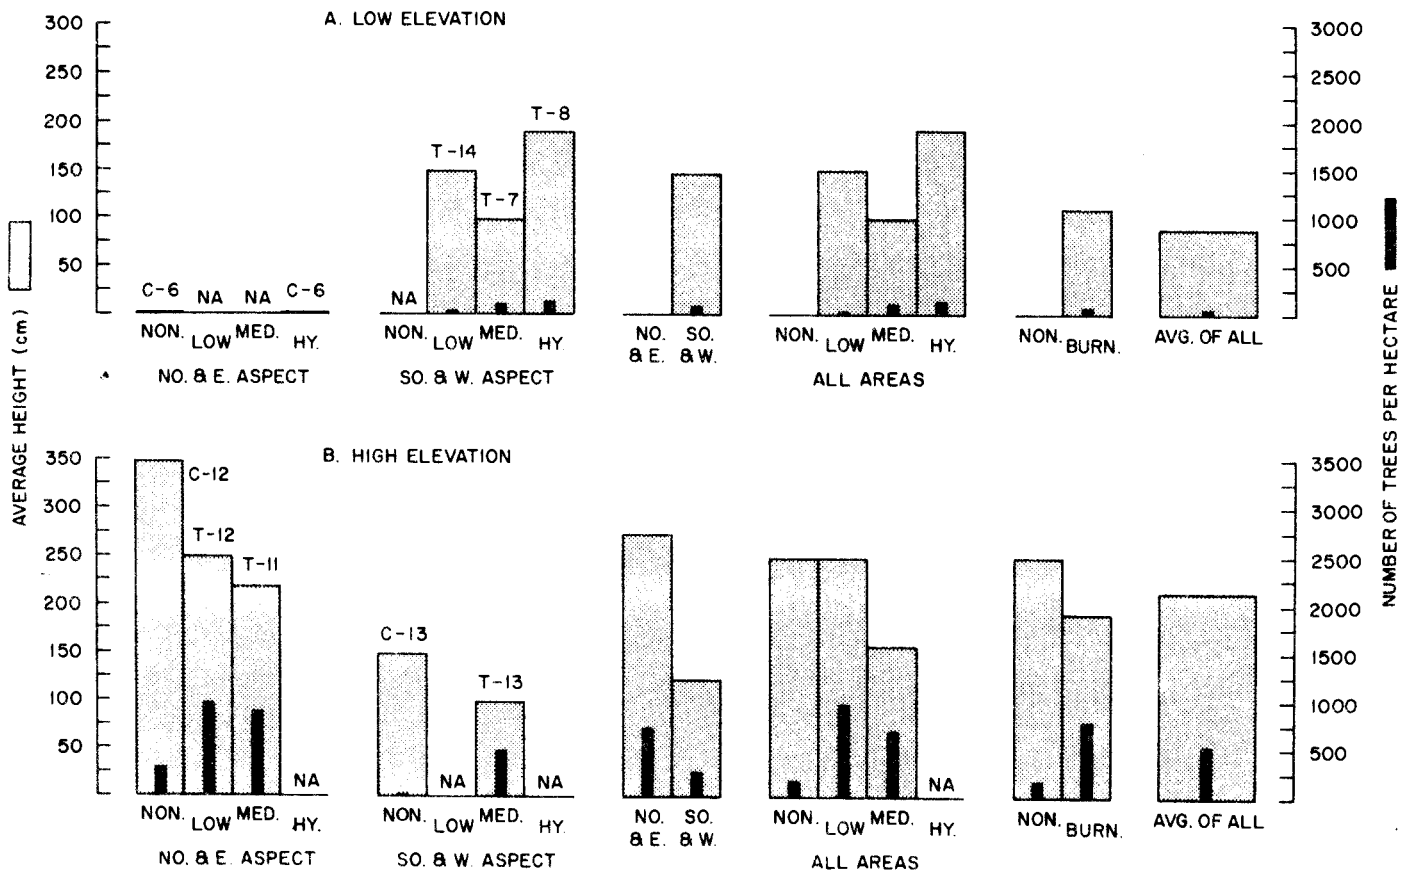 A. LOW ELEVATION
300
250
200
150
100
50
3000
2500
2000
1500
1000
500
C-6 NA NA C-6
NA T-14 T-7 T-8
NON. LOW MED. HY.
NO. & E. ASPECT
NON. LOW MED. HY.
SO. & W. ASPECT
NO. SO.
& E. & W.
NON. LOW MED. HY.
ALL AREAS
NON. BURN.
AVG. OF ALL
AVERAGE HEIGHT (cm)
NUMBER OF TREES PER HECTARE
B. HIGH ELEVATION
350
300
250
200
150
100
50
3500
3000
2500
2000
1500
1000
500
C-12 T-12 T-11 NA
C-13 NA T-13 NA
NA
NON. LOW MED. HY.
NO. & E. ASPECT
NON. LOW MED. HY.
SO. & W. ASPECT
NO. SO.
& E. & W.
NON. LOW MED. HY.
ALL AREAS
NON. BURN.
AVG. OF ALL